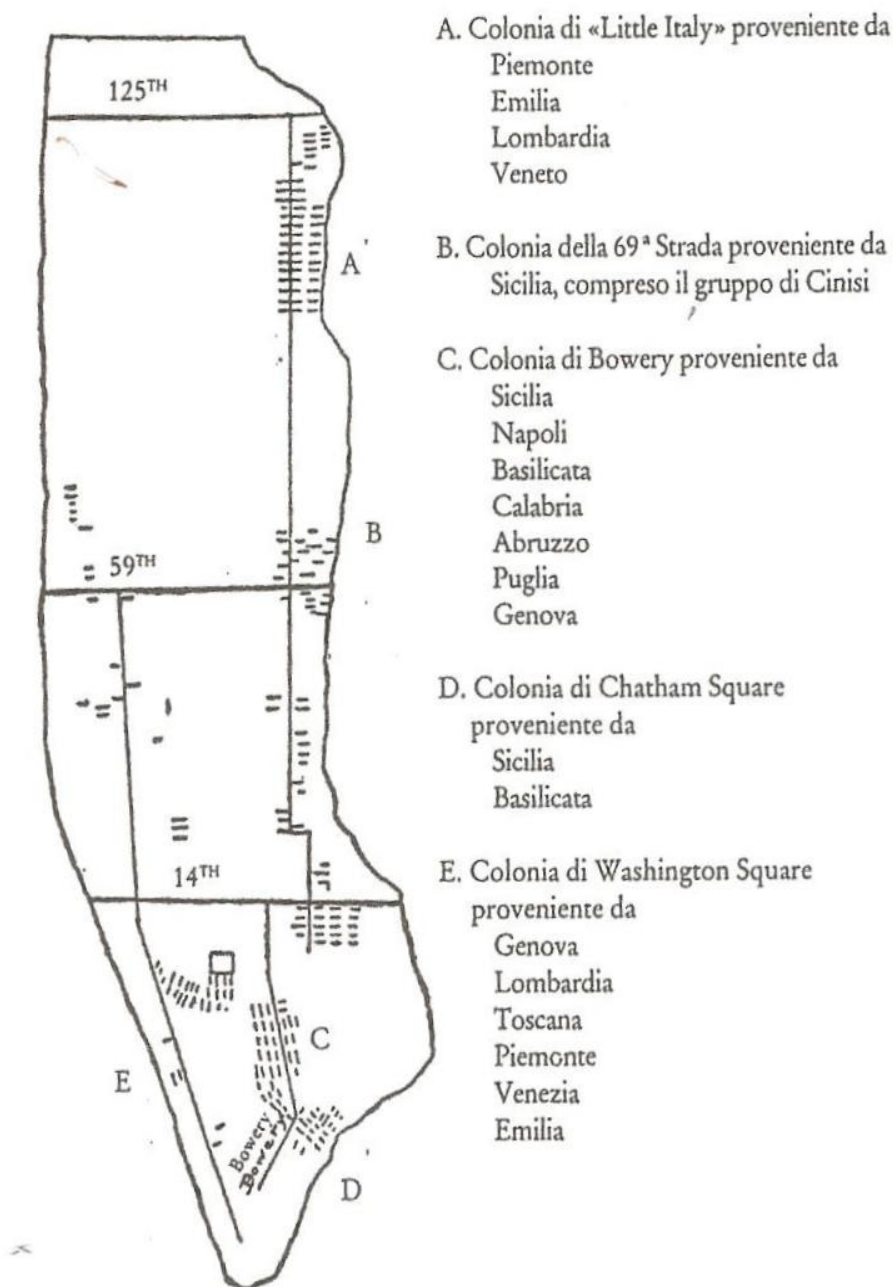 A. Colonia di «Little Italy» proveniente da
Piemonte
Emilia
Lombardia
Veneto
B. Colonia della 69ª Strada proveniente da
Sicilia, compreso il gruppo di Cinisi
C. Colonia di Bowery proveniente da
Sicilia
Napoli
Basilicata
Calabria
Abruzzo
Puglia
Genova
D. Colonia di Chatham Square
proveniente da
Sicilia
Basilicata
E. Colonia di Washington Square
proveniente da
Genova
Lombardia
Toscana
Piemonte
Venezia
Emilia
125TH
A
B
59TH
14TH
C
E
Bowery
Bowery
D